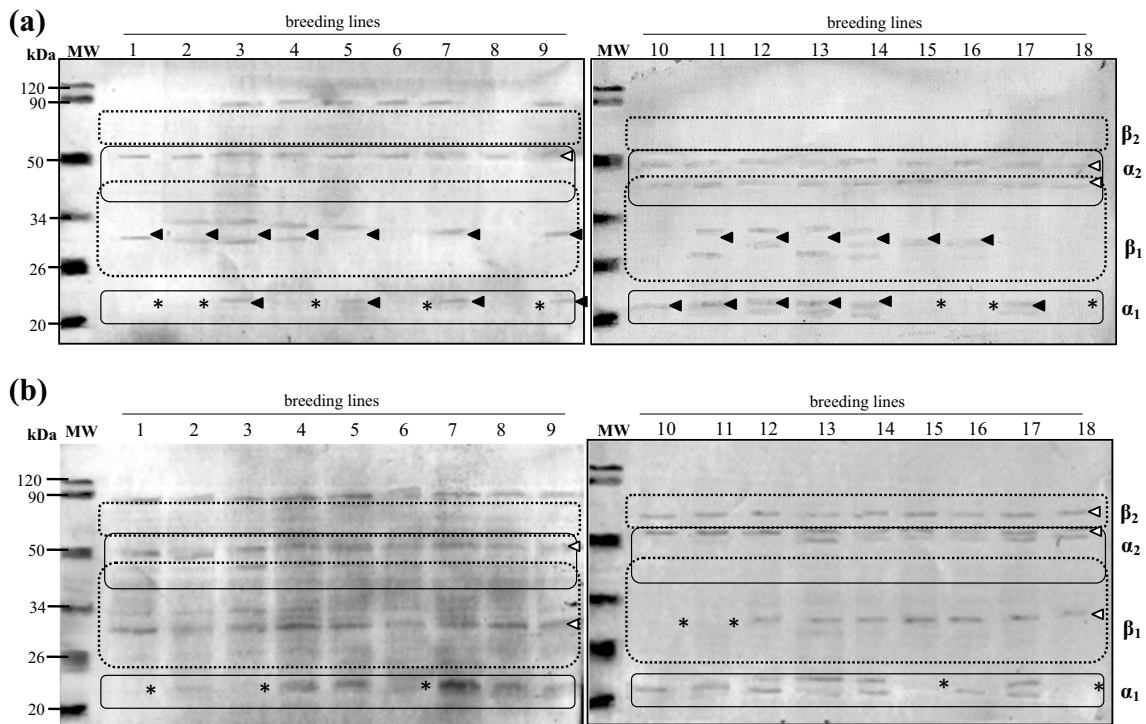 (a)
breeding lines
breeding lines
kDa MW 1 2 3 4 5 6 7 8 9
MW 10 11 12 13 14 15 16 17 18
120
90
50
34
26
20
* * * * *
* * *
β2
α2
β1
α1
(b)
breeding lines
breeding lines
kDa MW 1 2 3 4 5 6 7 8 9
MW 10 11 12 13 14 15 16 17 18
120
90
50
34
26
20
* * *
* *
* *
β2
α2
β1
α1